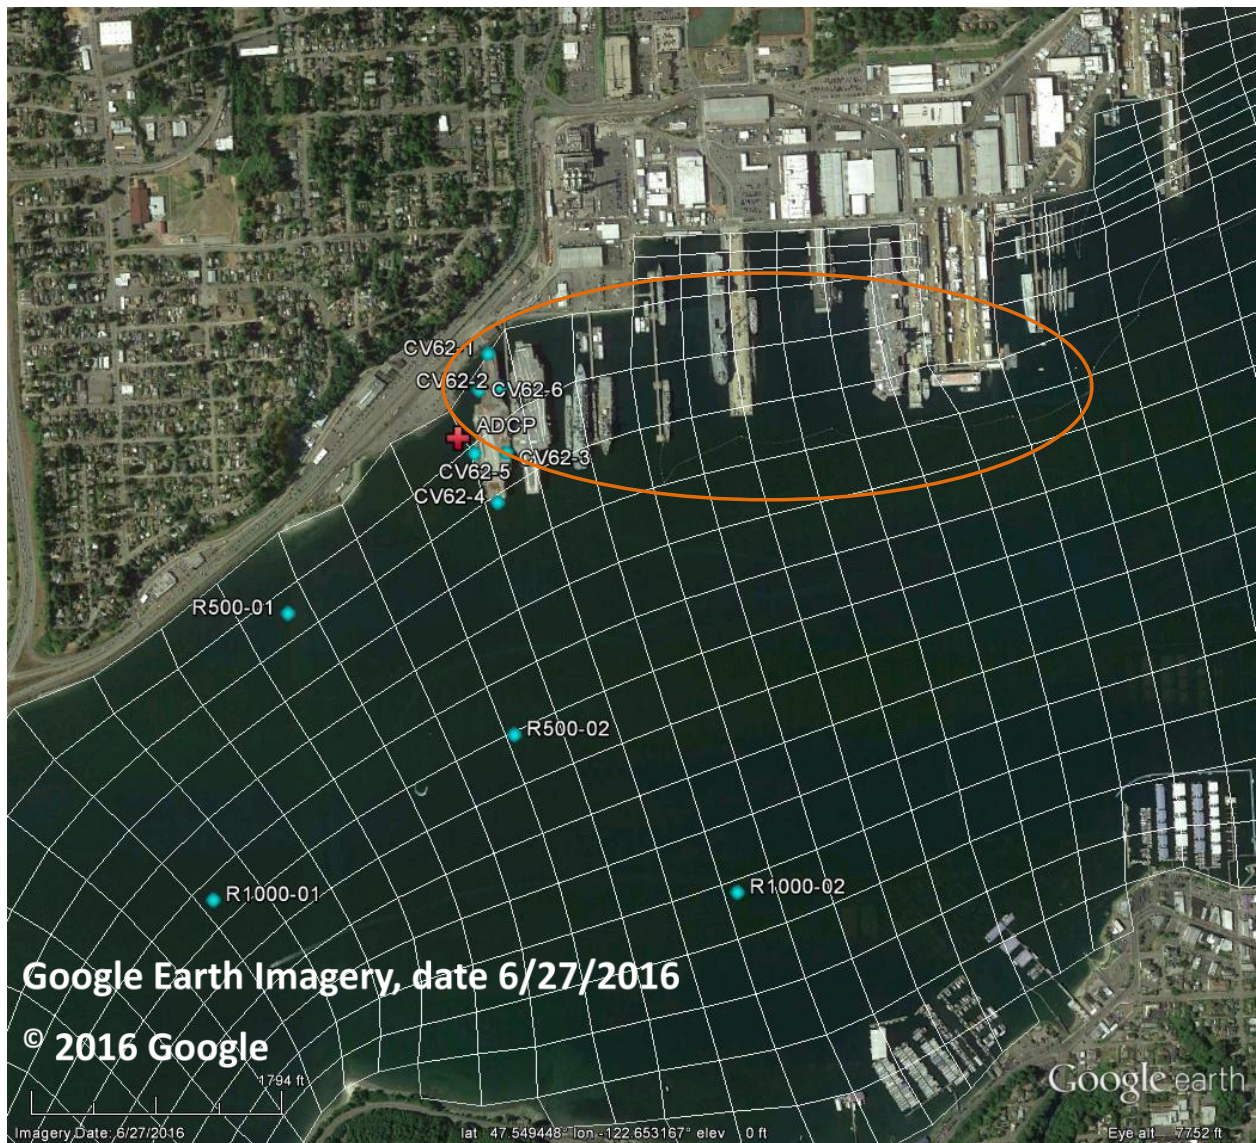 CV62-1
CV62-2
CV62-6
ADCP
CV62-3
CV62-5
CV62-4
R500-01
R500-02
R1000-01
R1000-02
Google Earth Imagery, date 6/27/2016
© 2016 Google
1794 ft
Google earth
Imagery Date: 6/27/2016
lat 47.549448° lon -122.653167° elev 0 ft
Eye alt 7752 ft